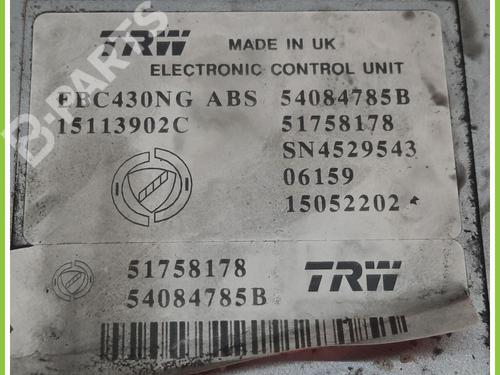 TRW MADE IN UK
ELECTRONIC CONTROL UNIT
EBC430NG ABS 54084785B
15113902C 51758178
SN4529543
06159
15052202
51758178 TRW
54084785B
B-PARTS